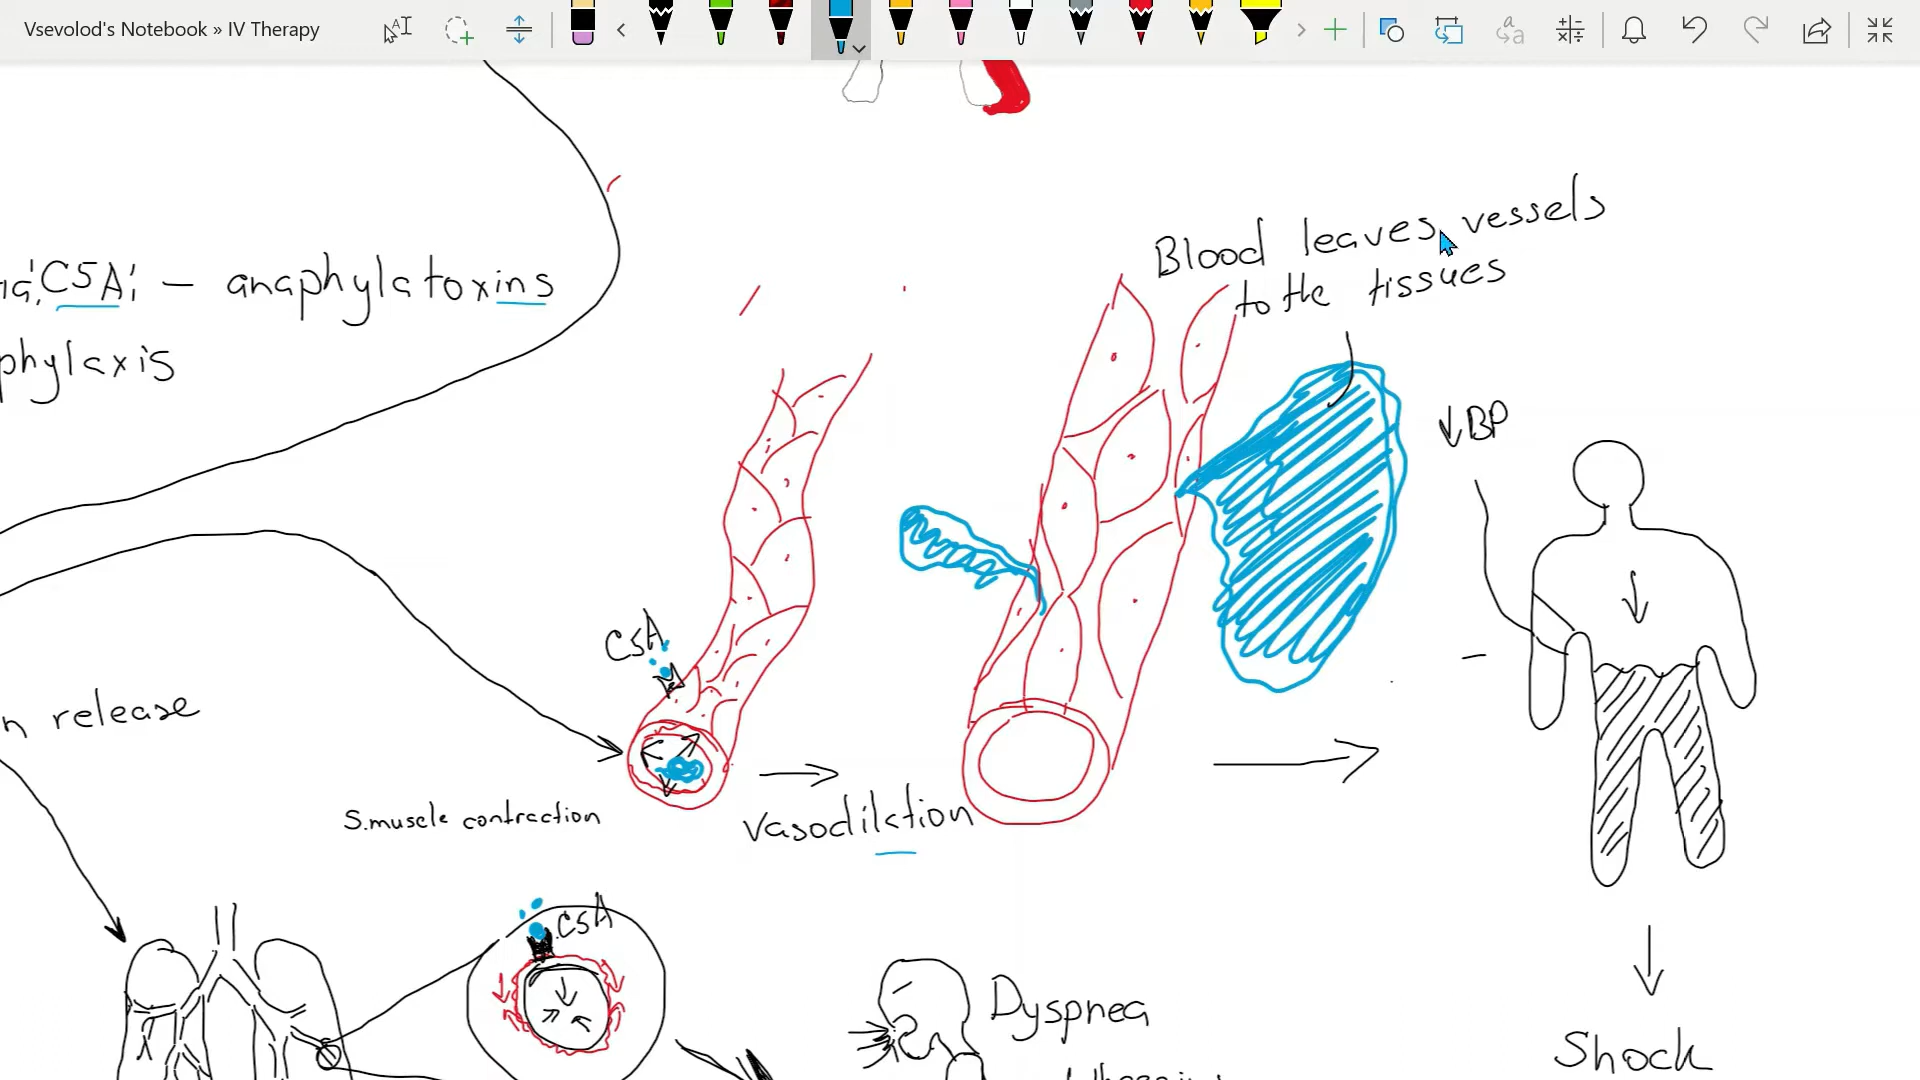 Vsevolod's Notebook » IV Therapy
Blood leaves vessels
to the tissues
C5A – anaphylatoxins
phylaxis
↓BP
C5A
n release
S.muscle contraction
vasodilation
C5A
Dyspnea
Shock